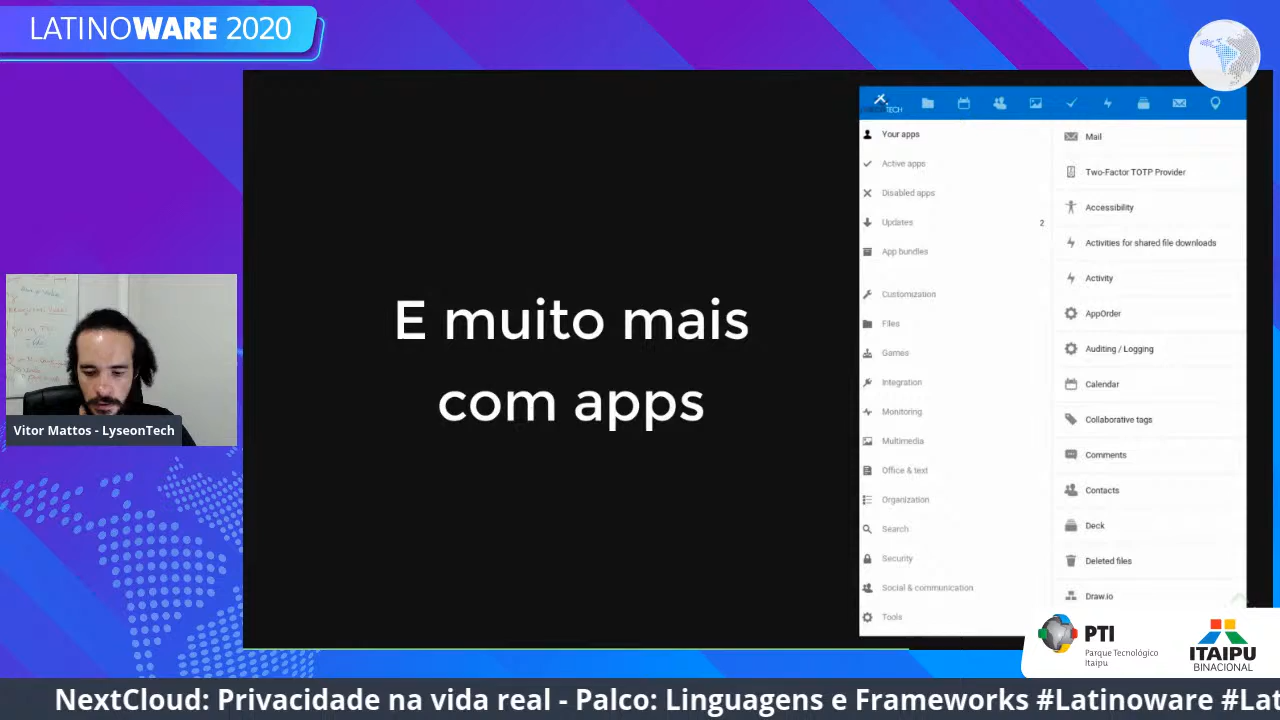 LATINOWARE 2020
E muito mais
com apps
TECH
Your apps
Active apps
Disabled apps
Updates 2
App bundles
Customization
Files
Games
Integration
Monitoring
Multimedia
Office & text
Organization
Search
Security
Social & communication
Tools
Mail
Two-Factor TOTP Provider
Accessibility
Activities for shared file downloads
Activity
AppOrder
Auditing / Logging
Calendar
Collaborative tags
Comments
Contacts
Deck
Deleted files
Draw.io
Vitor Mattos - LyseonTech
PTI
Parque Tecnológico
Itaipu
ITAIPU
BINACIONAL
NextCloud: Privacidade na vida real - Palco: Linguagens e Frameworks #Latinoware #Lat